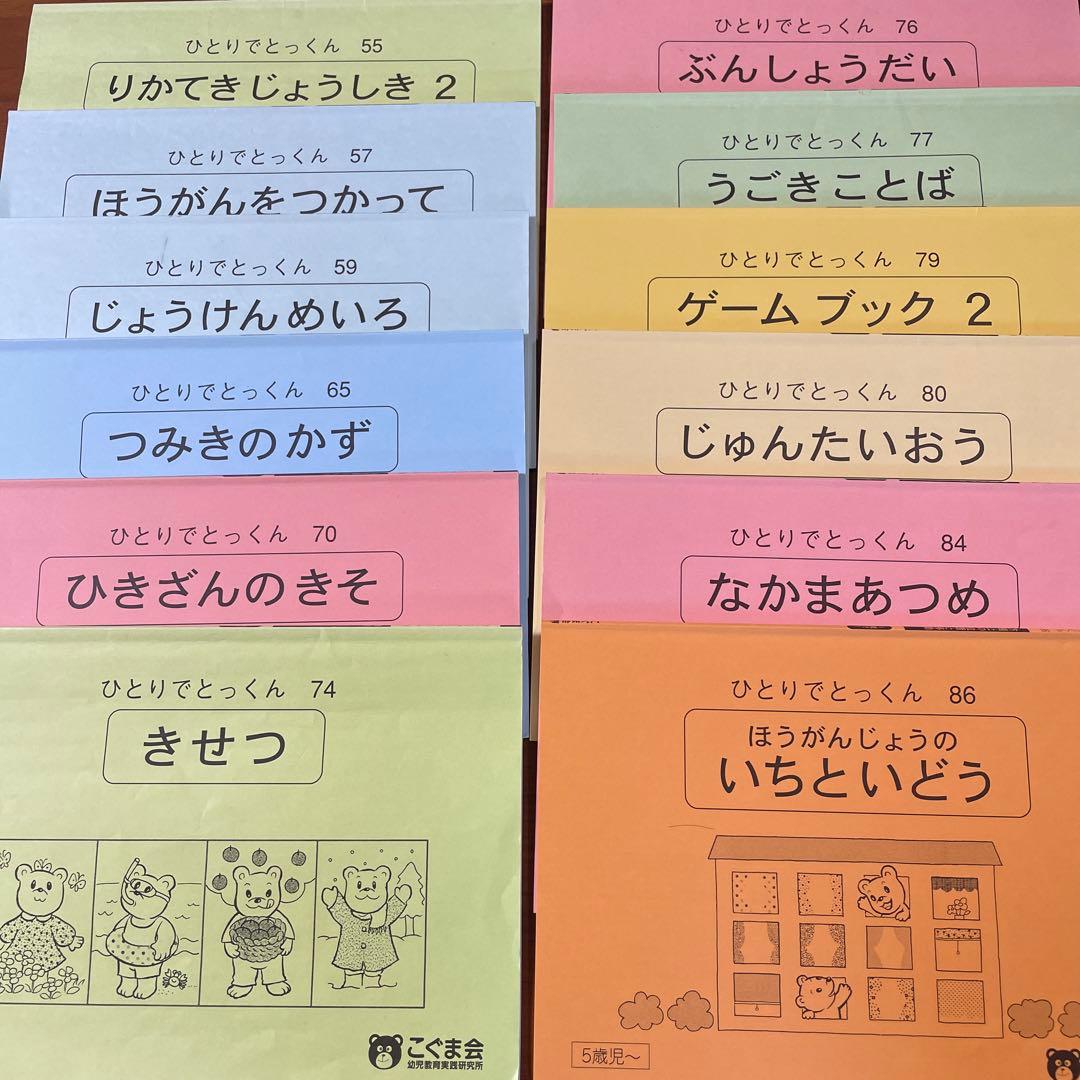 ひとりでとっくん 55
りかてきじょうしき 2
ひとりでとっくん 57
ほうがんをつかって
ひとりでとっくん 59
じょうけんめいろ
ひとりでとっくん 65
つみきのかず
ひとりでとっくん 70
ひきざんのきそ
ひとりでとっくん 74
きせつ
こぐま会
幼児教育実践研究所
ひとりでとっくん 76
ぶんしょうだい
ひとりでとっくん 77
うごきことば
ひとりでとっくん 79
ゲームブック 2
ひとりでとっくん 80
じゅんたいおう
ひとりでとっくん 84
なかまあつめ
ひとりでとっくん 86
ほうがんじょうの
いちといどう
5歳児〜